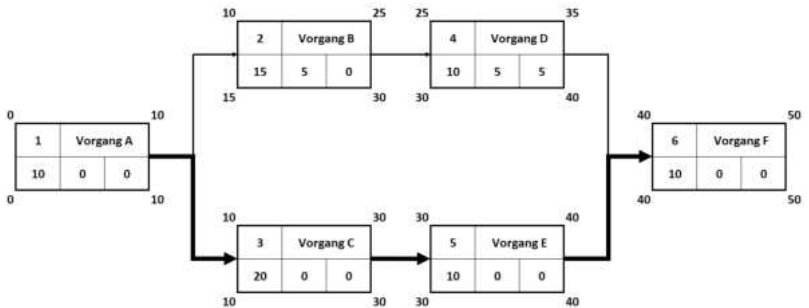 10 25 25 35
2 Vorgang B 4 Vorgang D
15 5 0 10 5 5
15 30 30 40
0 10 40 50
1 Vorgang A 6 Vorgang F
10 0 0 10 0 0
0 10 40 50
10 30 30 40
3 Vorgang C 5 Vorgang E
20 0 0 10 0 0
10 30 30 40